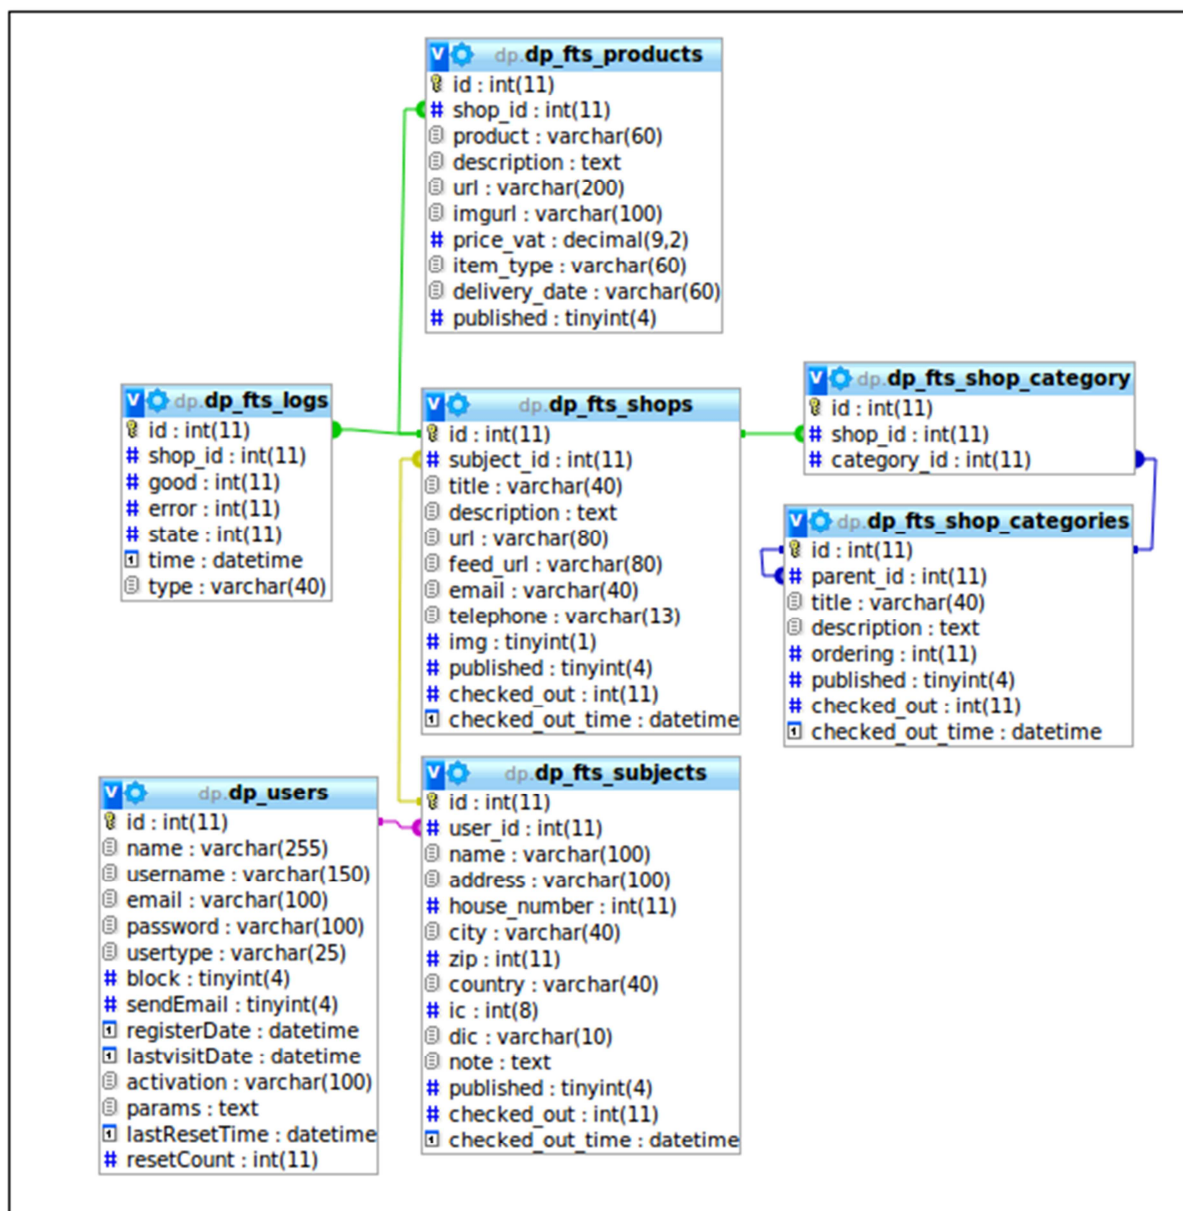 dp.dp_fts_products
id : int(11)
shop_id : int(11)
product : varchar(60)
description : text
url : varchar(200)
imgurl : varchar(100)
price_vat : decimal(9,2)
item_type : varchar(60)
delivery_date : varchar(60)
published : tinyint(4)
dp.dp_fts_logs
id : int(11)
shop_id : int(11)
good : int(11)
error : int(11)
state : int(11)
time : datetime
type : varchar(40)
dp.dp_fts_shops
id : int(11)
subject_id : int(11)
title : varchar(40)
description : text
url : varchar(80)
feed_url : varchar(80)
email : varchar(40)
telephone : varchar(13)
img : tinyint(1)
published : tinyint(4)
checked_out : int(11)
checked_out_time : datetime
dp.dp_fts_shop_category
id : int(11)
shop_id : int(11)
category_id : int(11)
dp.dp_fts_shop_categories
id : int(11)
parent_id : int(11)
title : varchar(40)
description : text
ordering : int(11)
published : tinyint(4)
checked_out : int(11)
checked_out_time : datetime
dp.dp_users
id : int(11)
name : varchar(255)
username : varchar(150)
email : varchar(100)
password : varchar(100)
usertype : varchar(25)
block : tinyint(4)
sendEmail : tinyint(4)
registerDate : datetime
lastvisitDate : datetime
activation : varchar(100)
params : text
lastResetTime : datetime
resetCount : int(11)
dp.dp_fts_subjects
id : int(11)
user_id : int(11)
name : varchar(100)
address : varchar(100)
house_number : int(11)
city : varchar(40)
zip : int(11)
country : varchar(40)
ic : int(8)
dic : varchar(10)
note : text
published : tinyint(4)
checked_out : int(11)
checked_out_time : datetime